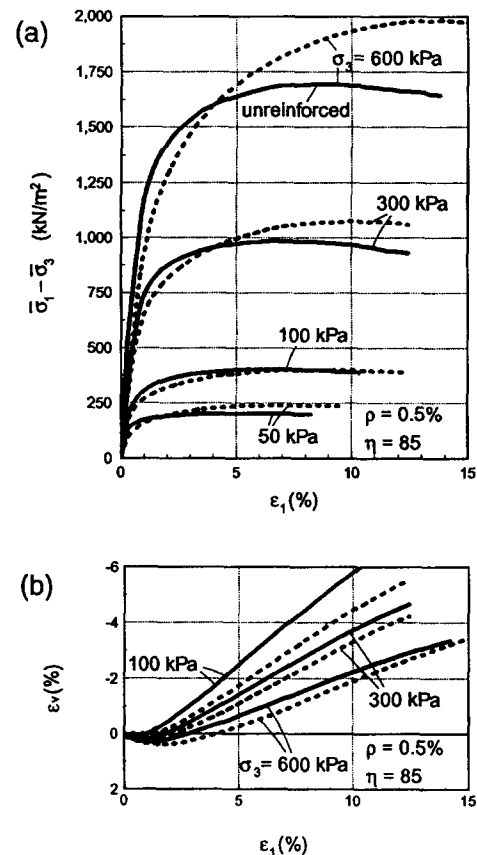 (a)
2,000
1,750
1,500
1,250
1,000
750
500
250
0
σ̅₁ – σ̅₃ (kN/m²)
σ₃= 600 kPa
unreinforced
300 kPa
100 kPa
50 kPa
ρ = 0.5%
η = 85
0 5 10 15
ε₁(%)
(b)
-6
-4
-2
0
2
εᵥ(%)
100 kPa
300 kPa
σ₃= 600 kPa
ρ = 0.5%
η = 85
0 5 10 15
ε₁(%)